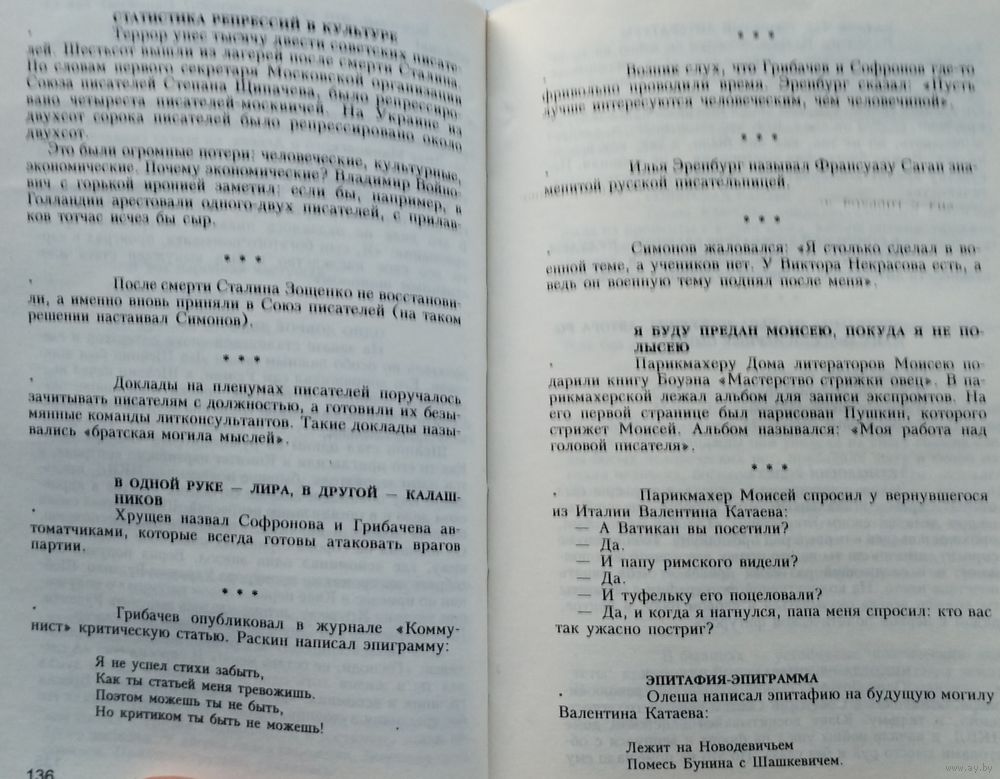 СТАТИСТИКА РЕПРЕССИЙ В КУЛЬТУРЕ
Террор унес тысячу двести советских писате-
лей. Шестьсот вышли из лагерей после смерти Сталина.
По словам первого секретаря Московской организации
Союза писателей Степана Щипачева, было репрессиро-
вано четыреста писателей-москвичей. На Украине из
двухсот сорока писателей было репрессировано около
двухсот.
Это были огромные потери: человеческие, культурные,
экономические. Почему экономические? Владимир Войно-
вич с горькой иронией заметил: если бы, например, в
Голландии арестовали одного-двух писателей, с прилав-
ков тотчас исчез бы сыр.
* * *
После смерти Сталина Зощенко не восстанови-
ли, а именно вновь приняли в Союз писателей (на таком
решении настаивал Симонов).
* * *
Доклады на пленумах писателей поручалось
зачитывать писателям с должностью, а готовили их безы-
мянные команды литконсультантов. Такие доклады назы-
вались «братская могила мыслей».
В ОДНОЙ РУКЕ — ЛИРА, В ДРУГОЙ — КАЛАШ-
НИКОВ
Хрущев назвал Софронова и Грибачева ав-
томатчиками, которые всегда готовы атаковать врагов
партии.
* * *
Грибачев опубликовал в журнале «Комму-
нист» критическую статью. Раскин написал эпиграмму:
Я не успел стихи забыть,
Как ты статьей меня тревожишь.
Поэтом можешь ты не быть,
Но критиком ты быть не можешь!
136
* * *
Возник слух, что Грибачев и Софронов где-то
фривольно проводили время. Эренбург сказал: «Пусть
лучше интересуются человеческим, чем человечиной».
* * *
Илья Эренбург называл Франсуазу Саган зна-
менитой русской писательницей.
* * *
Симонов жаловался: «Я столько сделал в во-
енной теме, а учеников нет. У Виктора Некрасова есть, а
ведь он военную тему поднял после меня».
Я БУДУ ПРЕДАН МОИСЕЮ, ПОКУДА Я НЕ ПО-
ЛЫСЕЮ
Парикмахеру Дома литераторов Моисею по-
дарили книгу Боуэна «Мастерство стрижки овец». В па-
рикмахерской лежал альбом для записи экспромтов. На
его первой странице был нарисован Пушкин, которого
стрижет Моисей. Альбом назывался: «Моя работа над
головой писателя».
* * *
Парикмахер Моисей спросил у вернувшегося
из Италии Валентина Катаева:
— А Ватикан вы посетили?
— Да.
— И папу римского видели?
— Да.
— И туфельку его поцеловали?
— Да, и когда я нагнулся, папа меня спросил: кто вас
так ужасно постриг?
ЭПИТАФИЯ-ЭПИГРАММА
Олеша написал эпитафию на будущую могилу
Валентина Катаева:
Лежит на Новодевичьем
Помесь Бунина с Шашкевичем.
www.ay.by